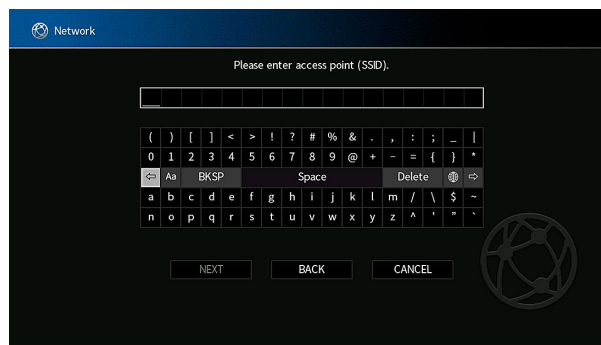 Network
Please enter access point (SSID).
( ) [ ] < > ! ? # % & . , : ; _ |
0 1 2 3 4 5 6 7 8 9 @ + - = { } *
⇦ Aa BKSP Space Delete 🌐 ⇨
a b c d e f g h i j k l m / \ $ ~
n o p q r s t u v w x y z ^ ' " `
NEXT BACK CANCEL